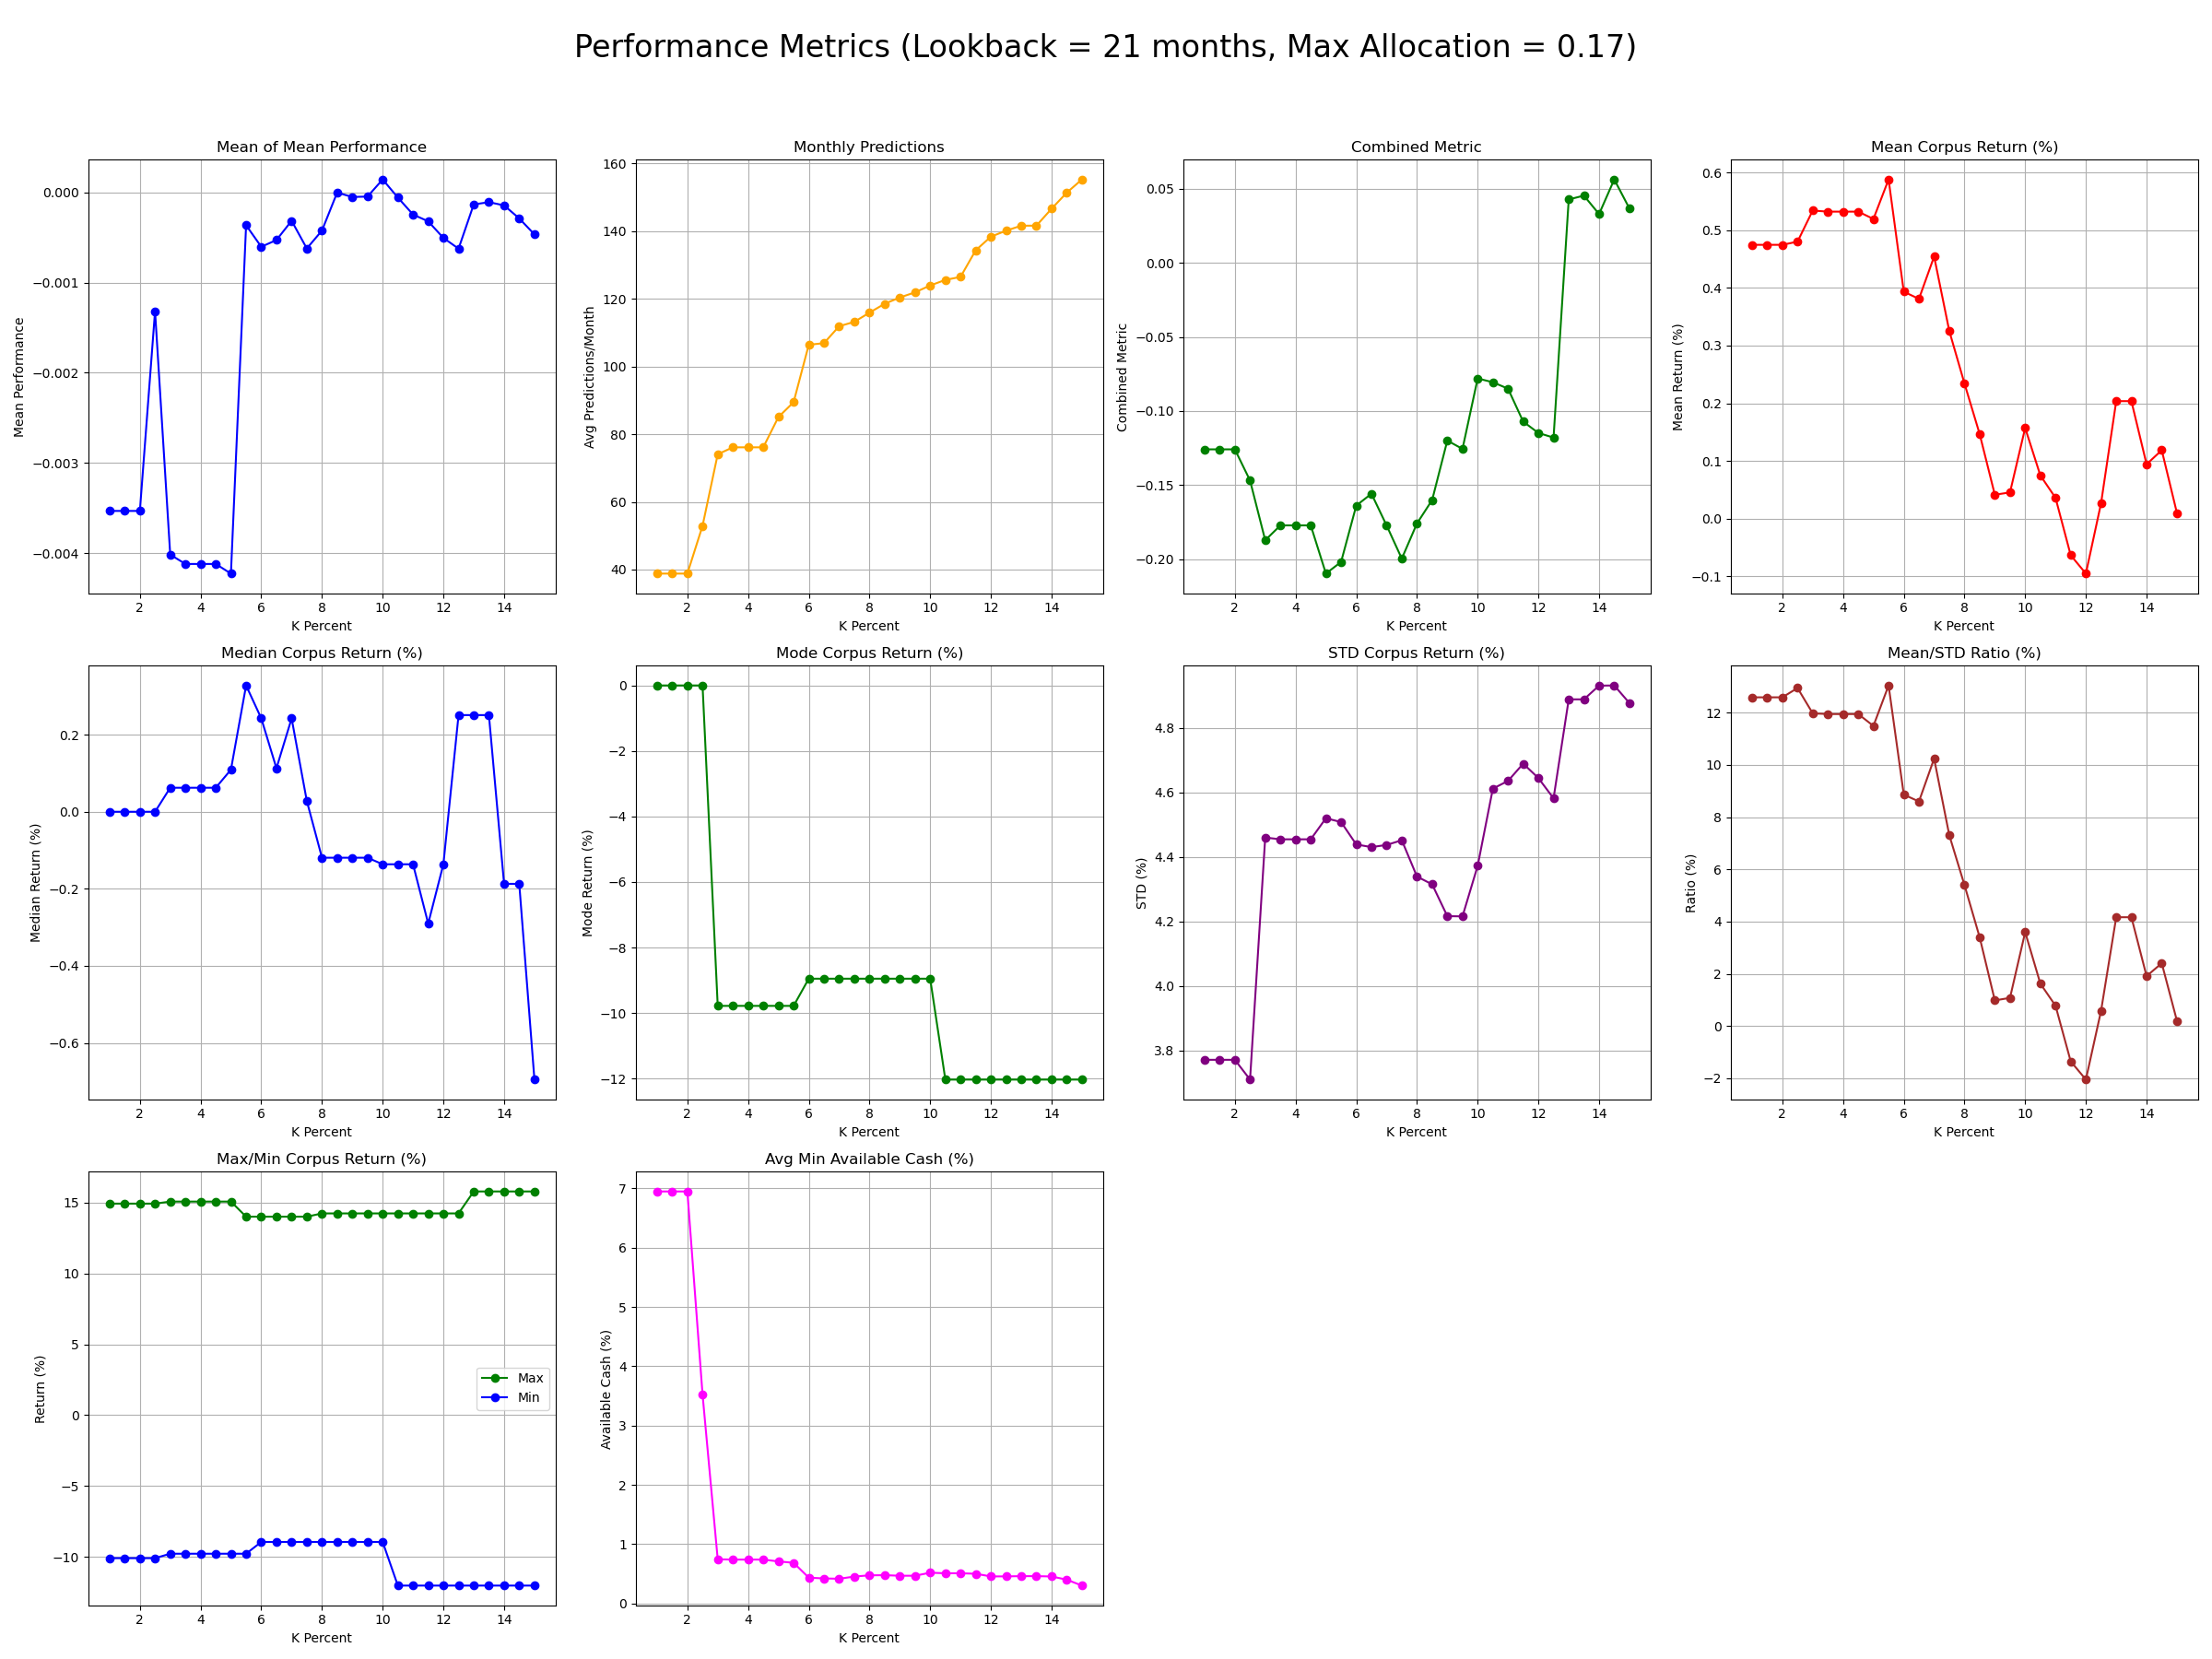 Performance Metrics (Lookback = 21 months, Max Allocation = 0.17)
Mean of Mean Performance
Mean Performance
0.000
−0.001
−0.002
−0.003
−0.004
2 4 6 8 10 12 14
K Percent
Monthly Predictions
Avg Predictions/Month
160
140
120
100
80
60
40
2 4 6 8 10 12 14
K Percent
Combined Metric
Combined Metric
0.05
0.00
−0.05
−0.10
−0.15
−0.20
2 4 6 8 10 12 14
K Percent
Mean Corpus Return (%)
Mean Return (%)
0.6
0.5
0.4
0.3
0.2
0.1
0.0
−0.1
2 4 6 8 10 12 14
K Percent
Median Corpus Return (%)
Median Return (%)
0.2
0.0
−0.2
−0.4
−0.6
2 4 6 8 10 12 14
K Percent
Mode Corpus Return (%)
Mode Return (%)
0
−2
−4
−6
−8
−10
−12
2 4 6 8 10 12 14
K Percent
STD Corpus Return (%)
STD (%)
4.8
4.6
4.4
4.2
4.0
3.8
2 4 6 8 10 12 14
K Percent
Mean/STD Ratio (%)
Ratio (%)
12
10
8
6
4
2
0
−2
2 4 6 8 10 12 14
K Percent
Max/Min Corpus Return (%)
Return (%)
15
10
5
0
−5
−10
Max
Min
2 4 6 8 10 12 14
K Percent
Avg Min Available Cash (%)
Available Cash (%)
7
6
5
4
3
2
1
0
2 4 6 8 10 12 14
K Percent